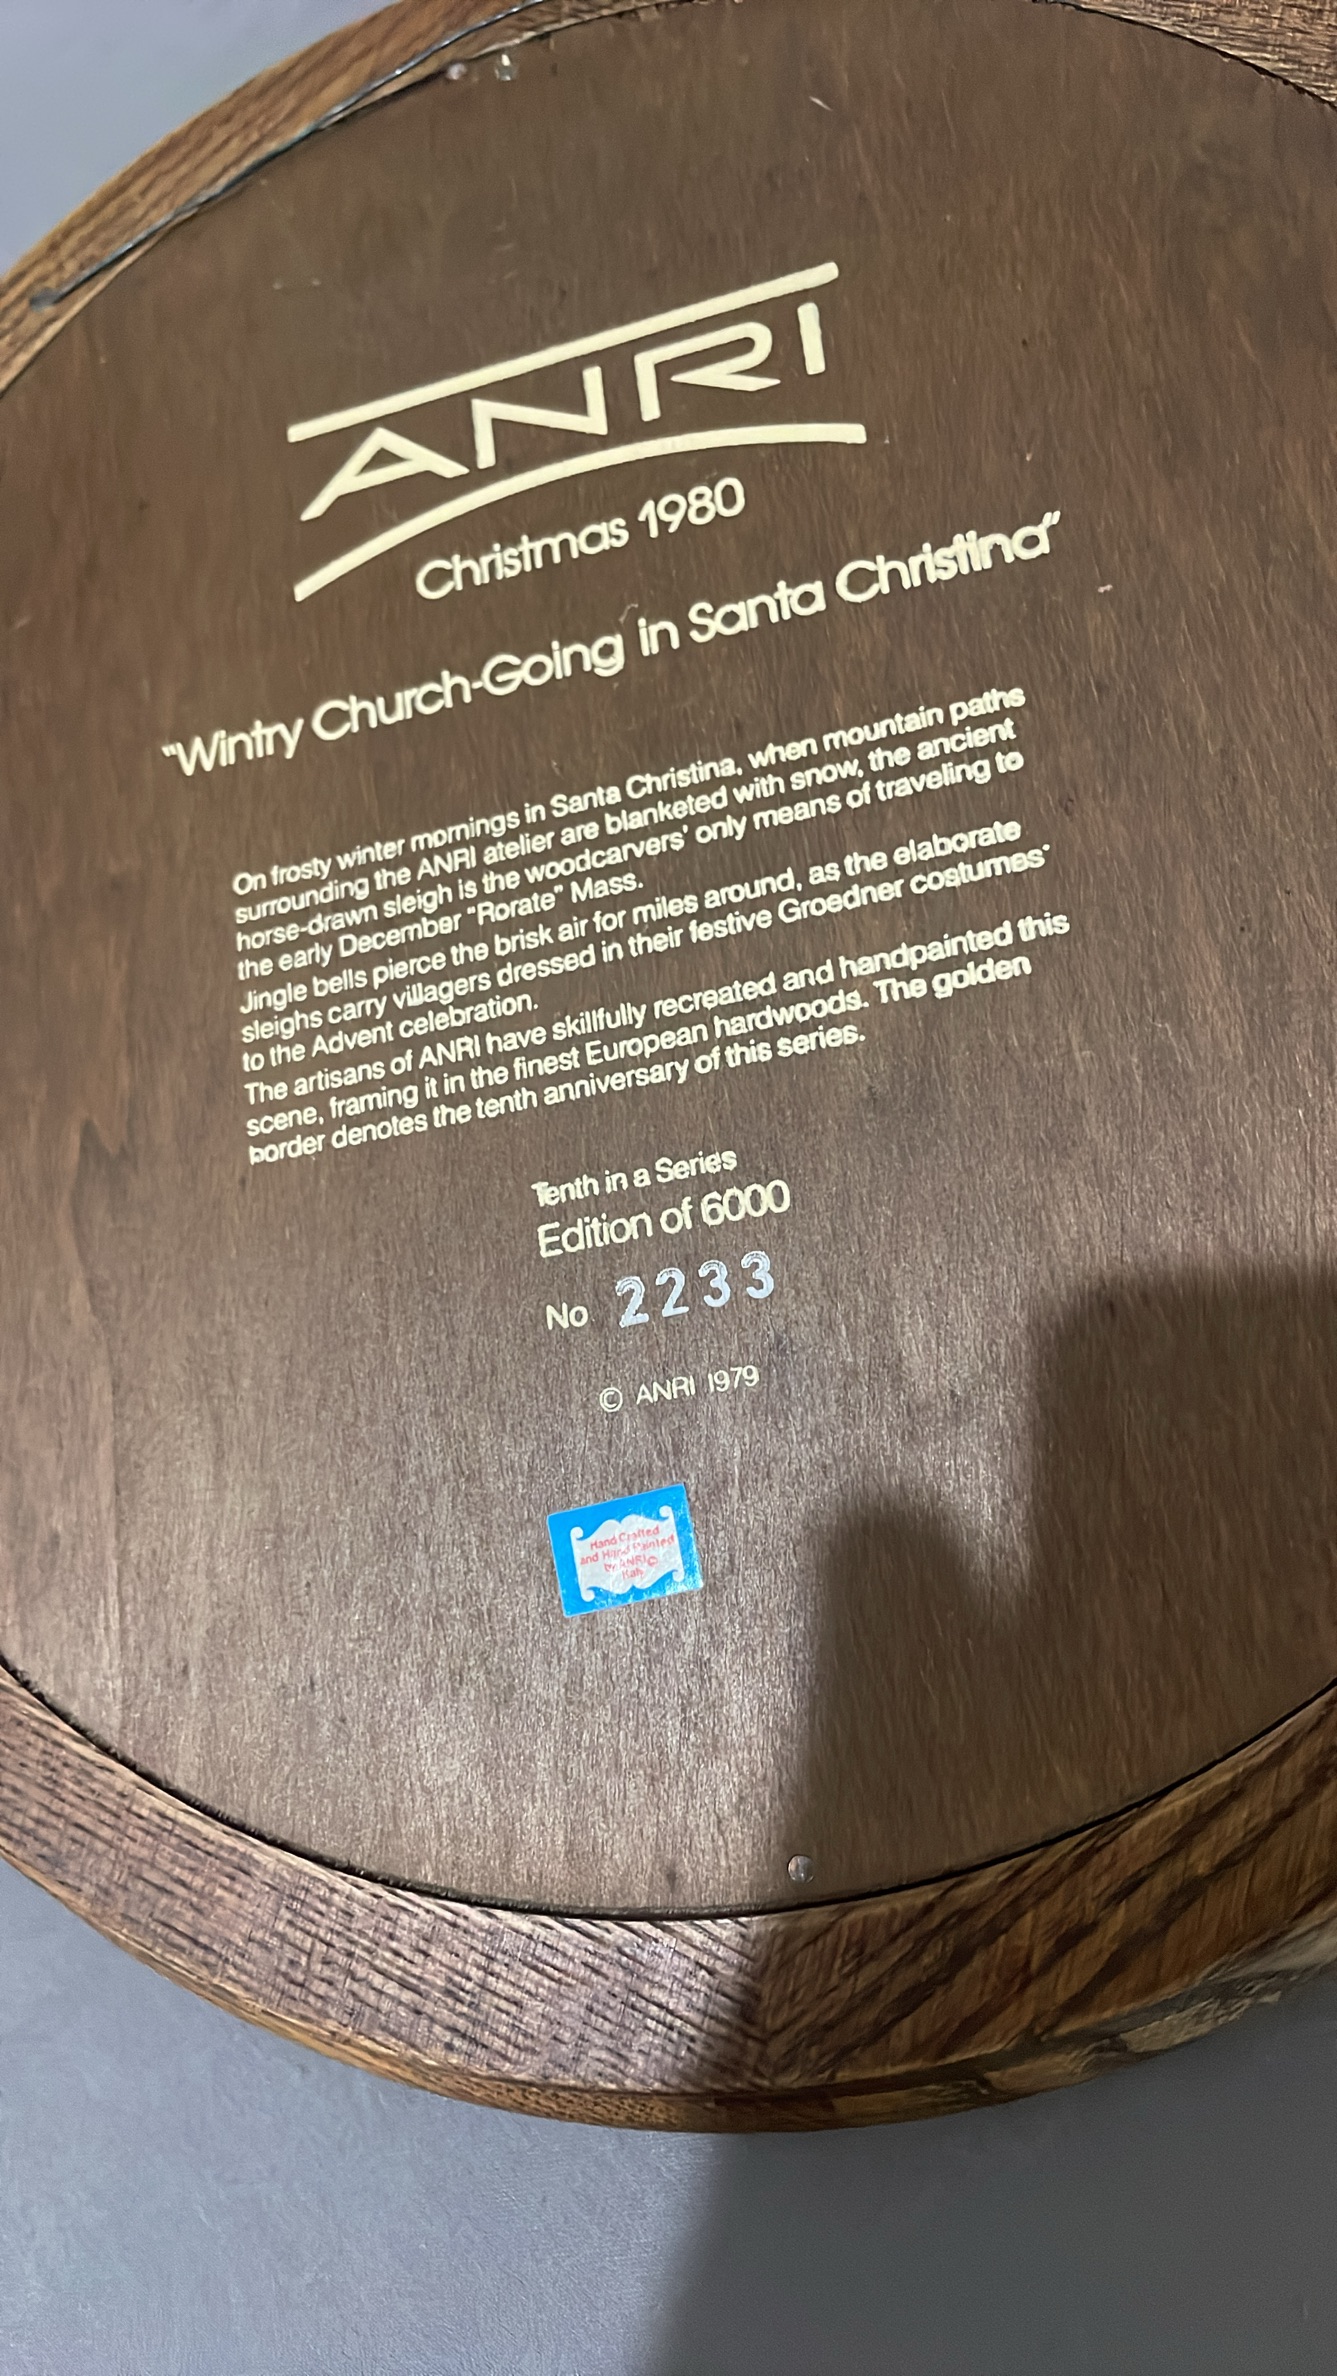 ANRI
Christmas 1980
"Wintry Church-Going in Santa Christina"
On frosty winter mornings in Santa Christina, when mountain paths
surrounding the ANRI atelier are blanketed with snow, the ancient
horse-drawn sleigh is the woodcarvers' only means of traveling to
the early December "Rorate" Mass.
Jingle bells pierce the brisk air for miles around, as the elaborate
sleighs carry villagers dressed in their festive Groedner costumes
to the Advent celebration.
The artisans of ANRI have skillfully recreated and handpainted this
scene, framing it in the finest European hardwoods. The golden
border denotes the tenth anniversary of this series.
Tenth in a Series
Edition of 6000
No 2233
© ANRI 1979
Hand Crafted
and Hand Painted
by ANRI©
Italy